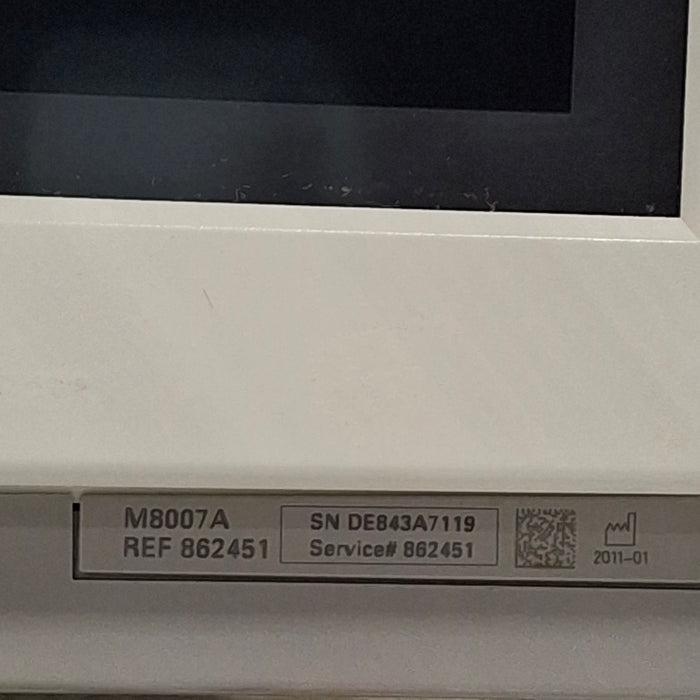 M8007A
REF 862451
SN DE843A7119
Service# 862451
2011-01